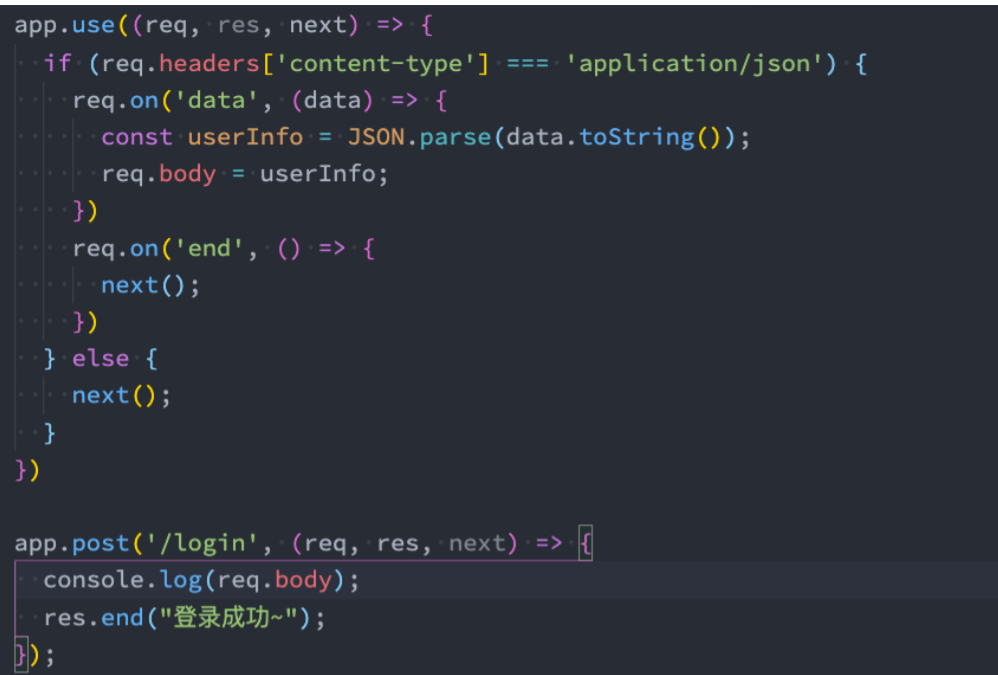 app.use((req, res, next) => {
  if (req.headers['content-type'] === 'application/json') {
    req.on('data', (data) => {
      const userInfo = JSON.parse(data.toString());
      req.body = userInfo;
    })
    req.on('end', () => {
      next();
    })
  } else {
    next();
  }
})

app.post('/login', (req, res, next) => {
  console.log(req.body);
  res.end("登录成功~");
});